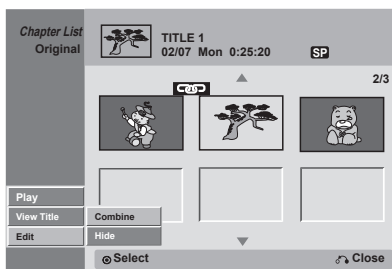 Chapter List
Original
TITLE 1
02/07 Mon 0:25:20 SP
2/3
Play
View Title
Edit
Combine
Hide
Select
Close